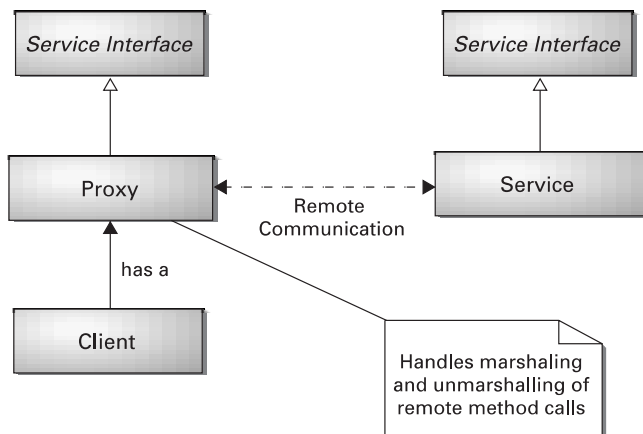 Service Interface
Service Interface
Proxy
Service
Remote
Communication
has a
Client
Handles marshaling
and unmarshalling of
remote method calls